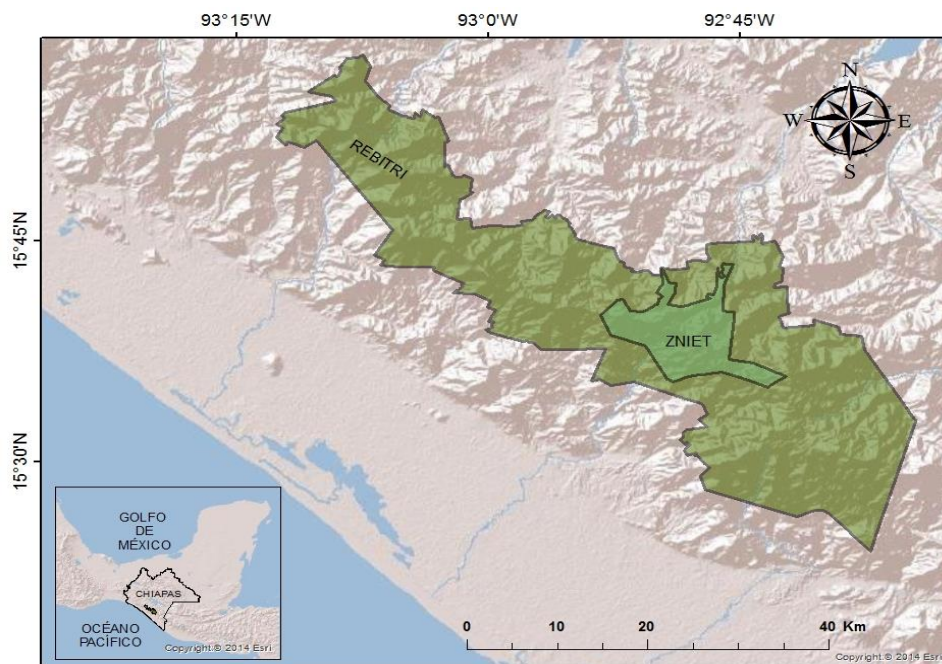 93°15'W 93°0'W 92°45'W
N
W E
S
REBITRI
15°45'N
ZNIET
15°30'N
GOLFO
DE
MÉXICO
CHIAPAS
OCÉANO
PACÍFICO
Copyright:© 2014 Esri
0 10 20 40 Km
Copyright:© 2014 Esri